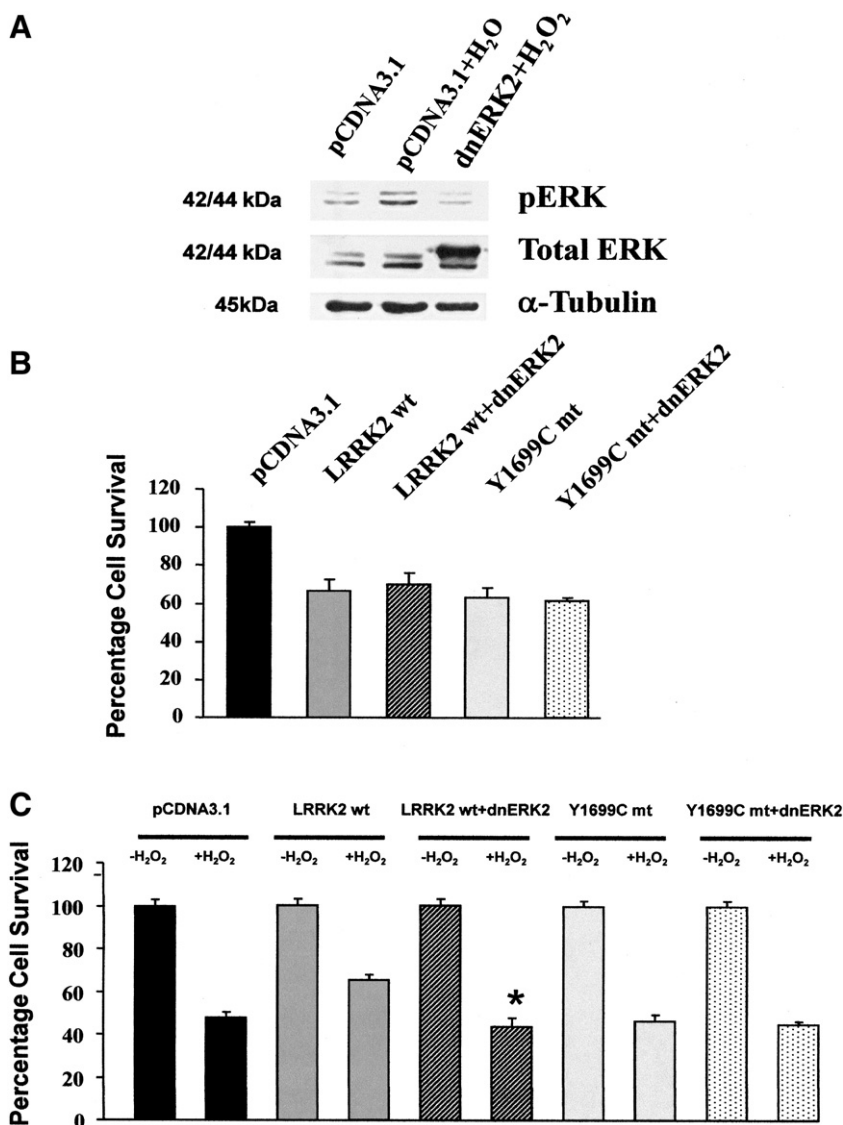 A
pCDNA3.1
pCDNA3.1+H₂O
dnERK2+H₂O₂
42/44 kDa
pERK
42/44 kDa
Total ERK
45kDa
α-Tubulin
B
pCDNA3.1
LRRK2 wt
LRRK2 wt+dnERK2
Y1699C mt
Y1699C mt+dnERK2
Percentage Cell Survival
120
100
80
60
40
20
0
C
pCDNA3.1
LRRK2 wt
LRRK2 wt+dnERK2
Y1699C mt
Y1699C mt+dnERK2
-H₂O₂
+H₂O₂
-H₂O₂
+H₂O₂
-H₂O₂
+H₂O₂
-H₂O₂
+H₂O₂
-H₂O₂
+H₂O₂
Percentage Cell Survival
120
100
80
60
40
20
0
*